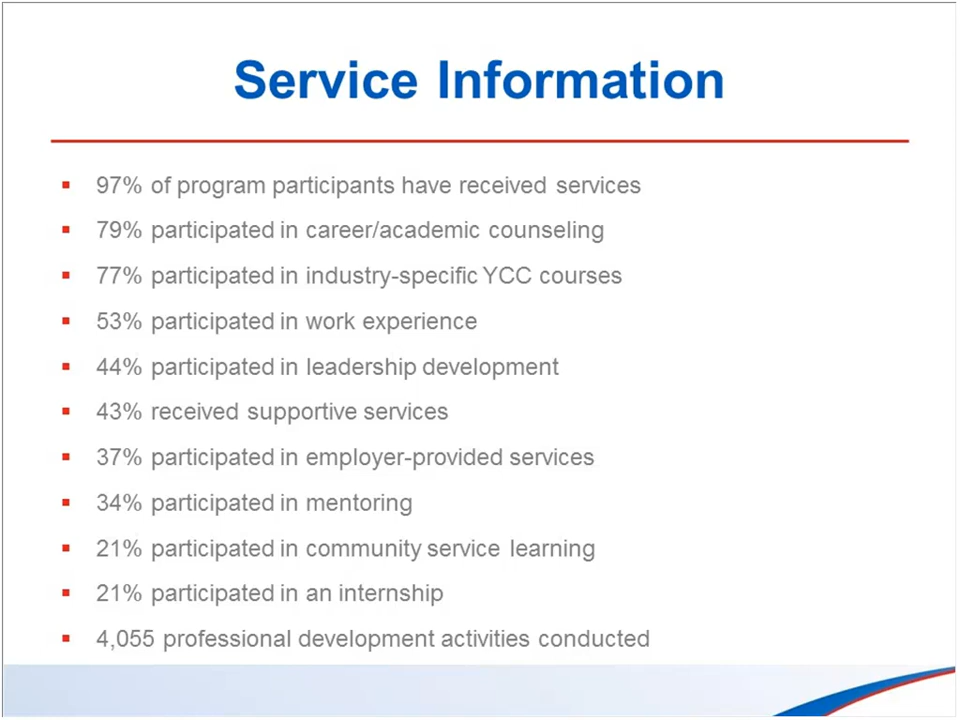 Service Information
97% of program participants have received services
79% participated in career/academic counseling
77% participated in industry-specific YCC courses
53% participated in work experience
44% participated in leadership development
43% received supportive services
37% participated in employer-provided services
34% participated in mentoring
21% participated in community service learning
21% participated in an internship
4,055 professional development activities conducted